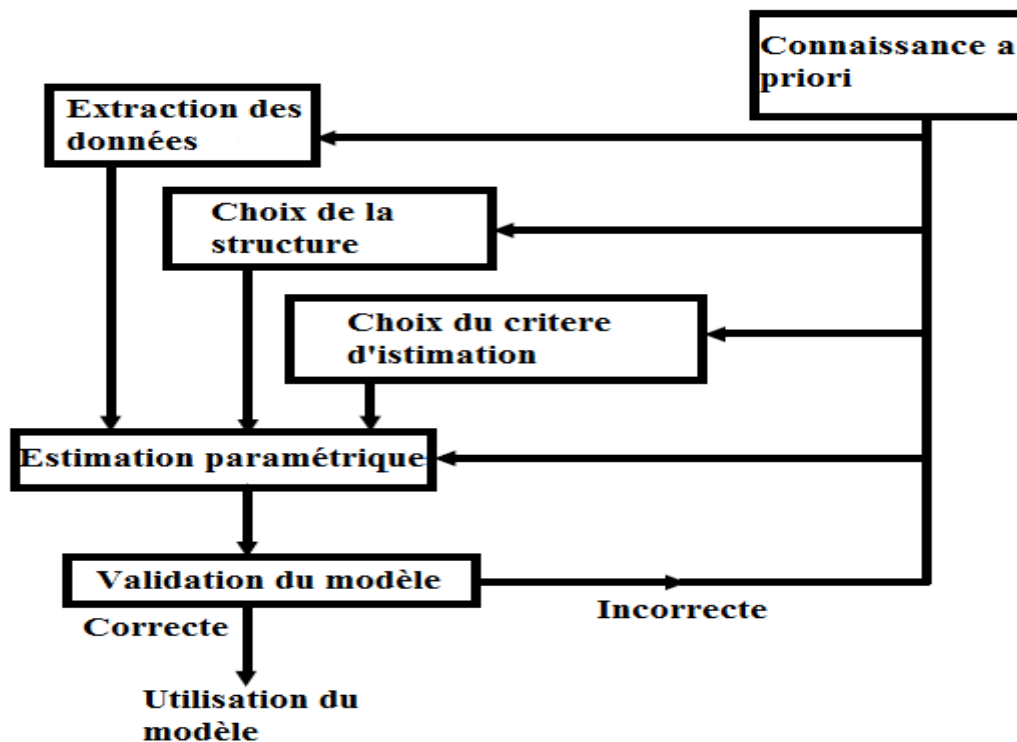 Connaissance a
priori
Extraction des
données
Choix de la
structure
Choix du critere
d'istimation
Estimation paramétrique
Validation du modèle
Correcte
Incorrecte
Utilisation du
modèle